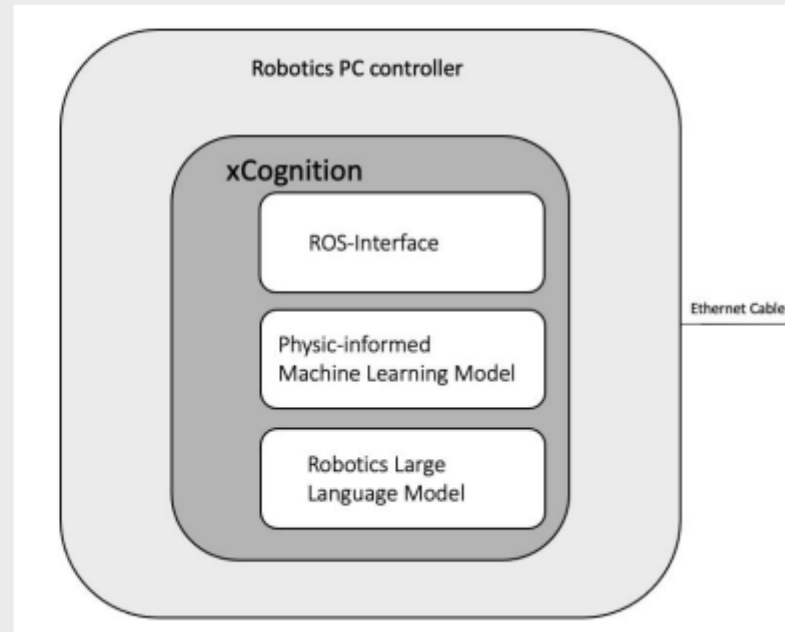 Robotics PC controller
xCognition
ROS-Interface
Physic-informed
Machine Learning Model
Robotics Large
Language Model
Ethernet Cable